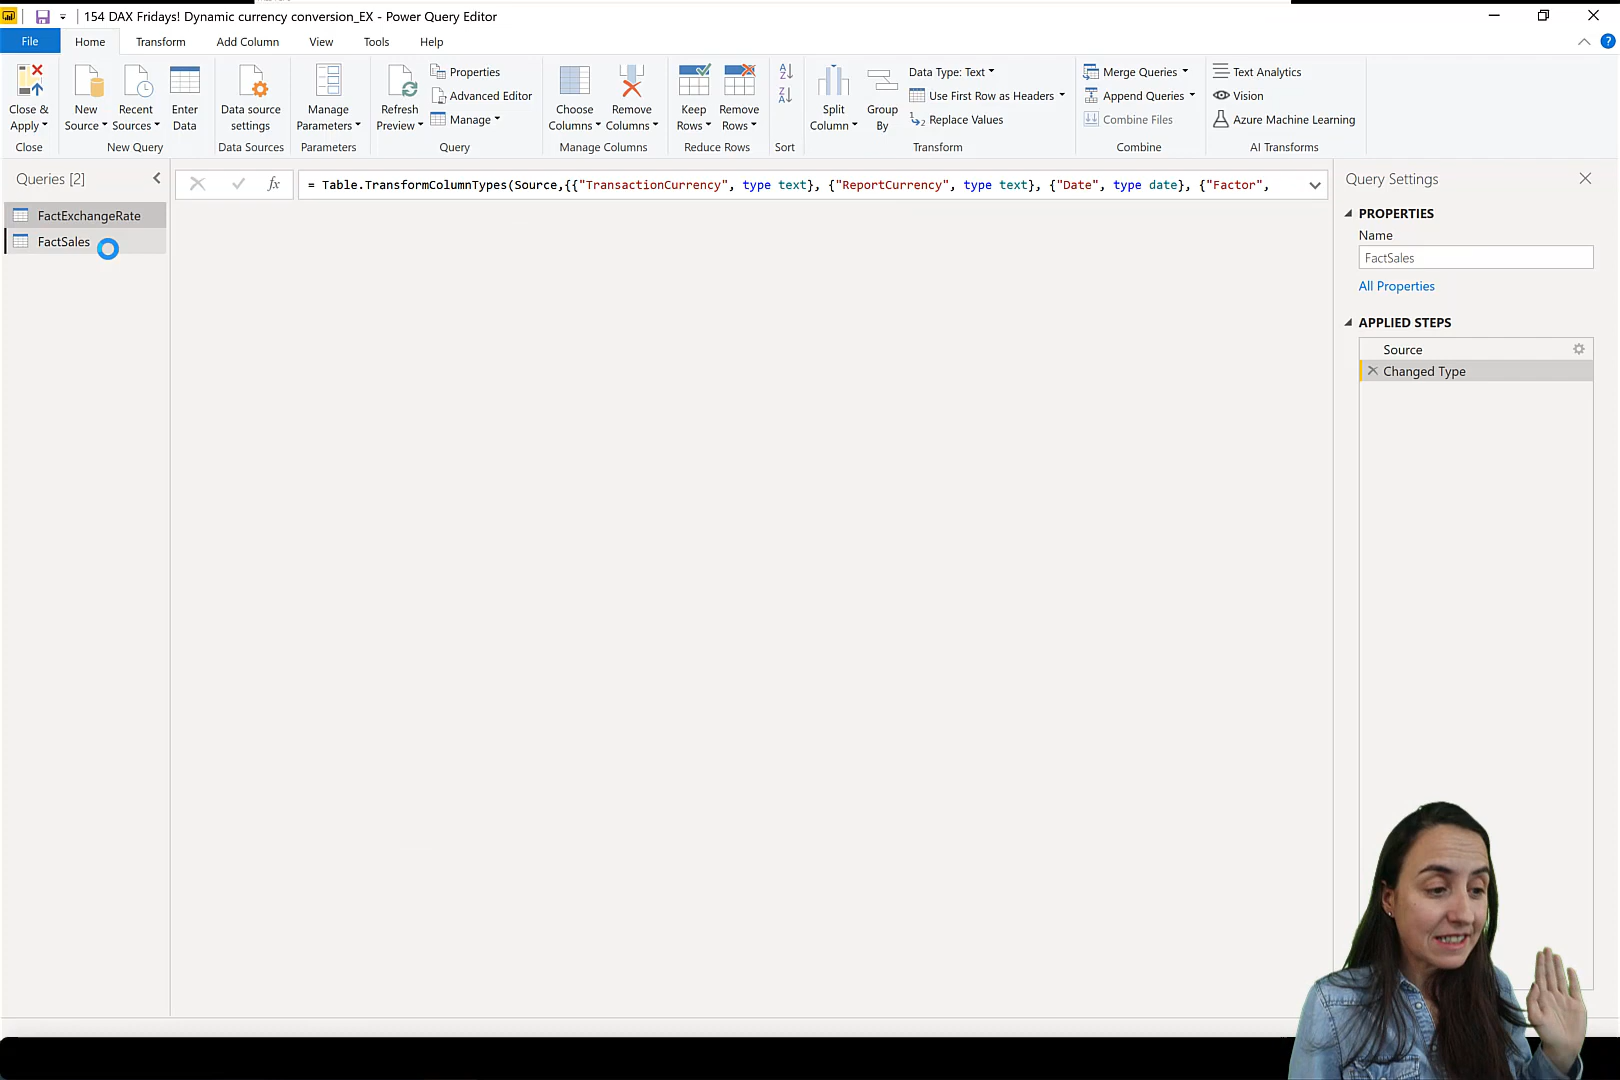 154 DAX Fridays! Dynamic currency conversion_EX - Power Query Editor
File Home Transform Add Column View Tools Help
Close & Apply
New Source
Recent Sources
Enter Data
Data source settings
Manage Parameters
Refresh Preview
Properties
Advanced Editor
Manage
Choose Columns
Remove Columns
Keep Rows
Remove Rows
Split Column
Group By
Data Type: Text
Use First Row as Headers
Replace Values
Merge Queries
Append Queries
Combine Files
Text Analytics
Vision
Azure Machine Learning
Close
New Query
Data Sources
Parameters
Query
Manage Columns
Reduce Rows
Sort
Transform
Combine
AI Transforms
Queries [2]
fx
= Table.TransformColumnTypes(Source,{{"TransactionCurrency", type text}, {"ReportCurrency", type text}, {"Date", type date}, {"Factor",
FactExchangeRate
FactSales
Query Settings
PROPERTIES
Name
FactSales
All Properties
APPLIED STEPS
Source
Changed Type